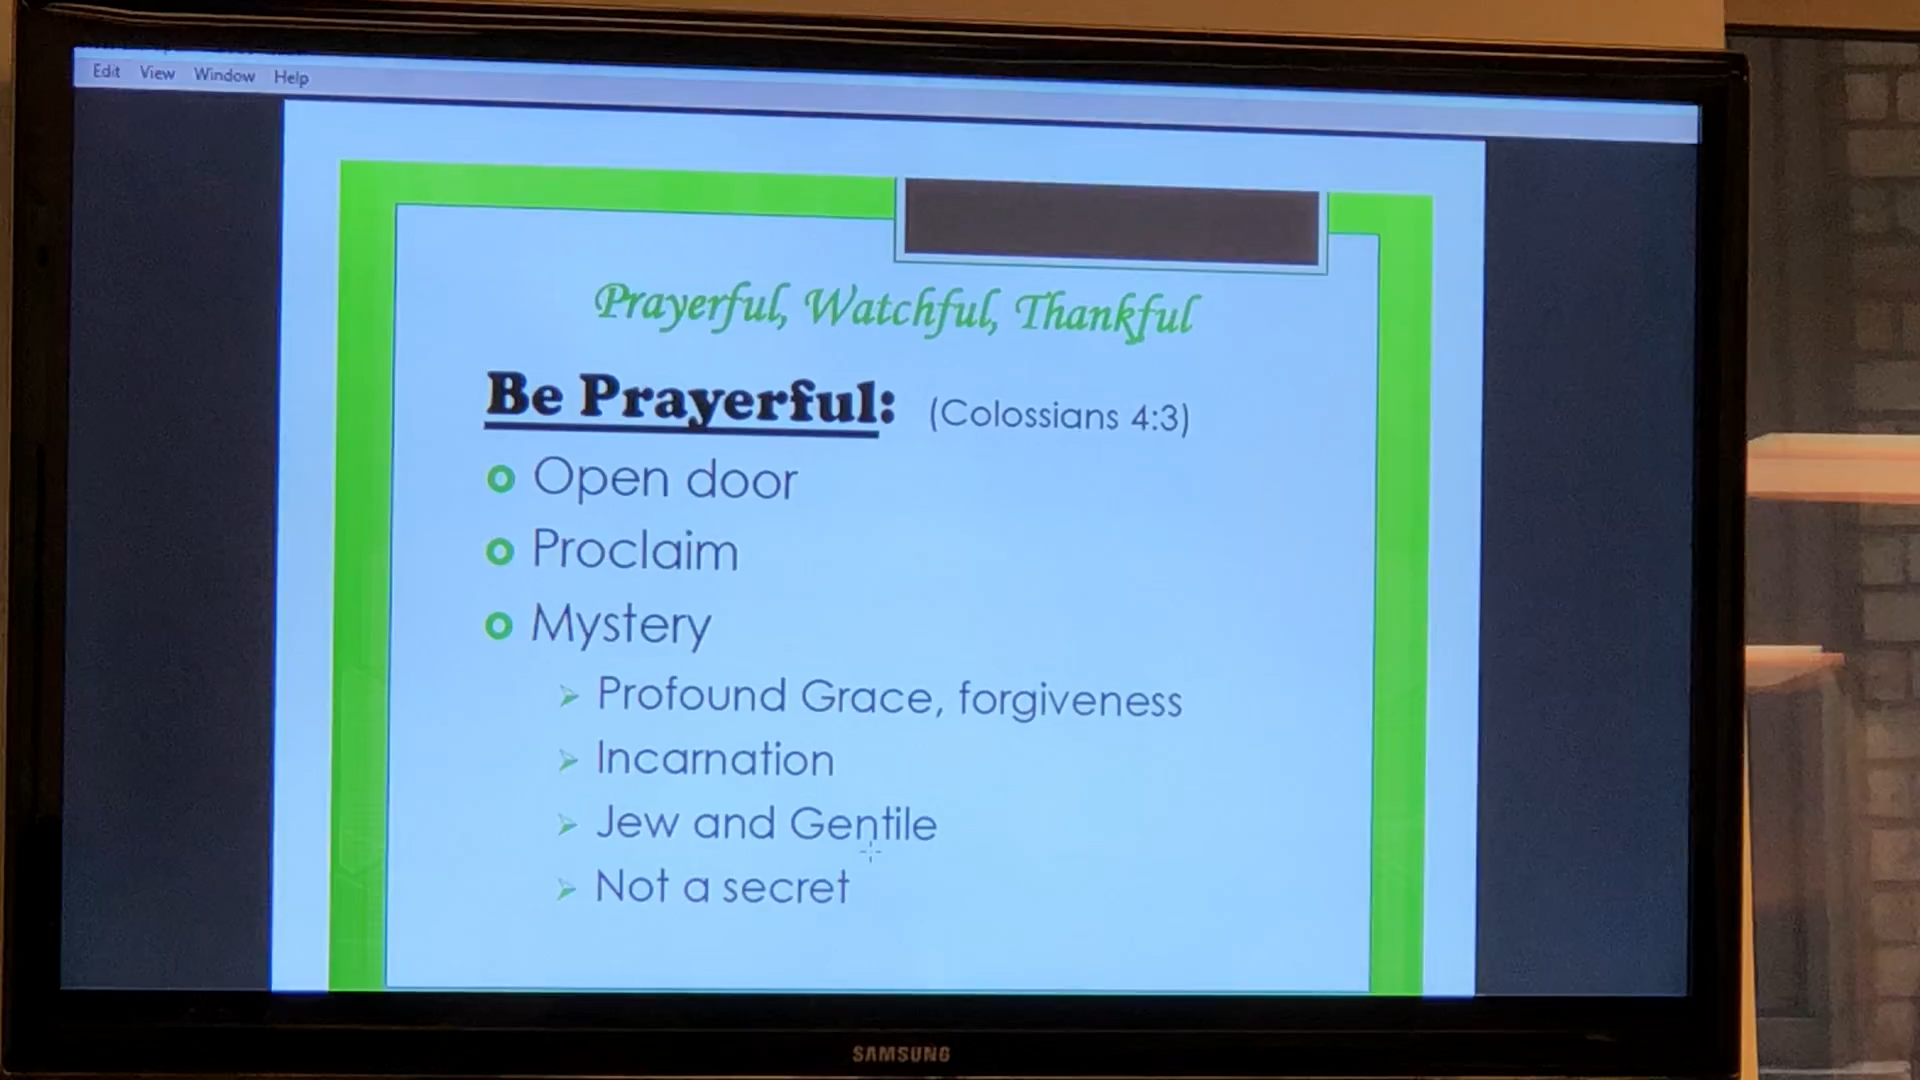 Edit View Window Help
Prayerful, Watchful, Thankful
Be Prayerful: (Colossians 4:3)
Open door
Proclaim
Mystery
Profound Grace, forgiveness
Incarnation
Jew and Gentile
Not a secret
SAMSUNG